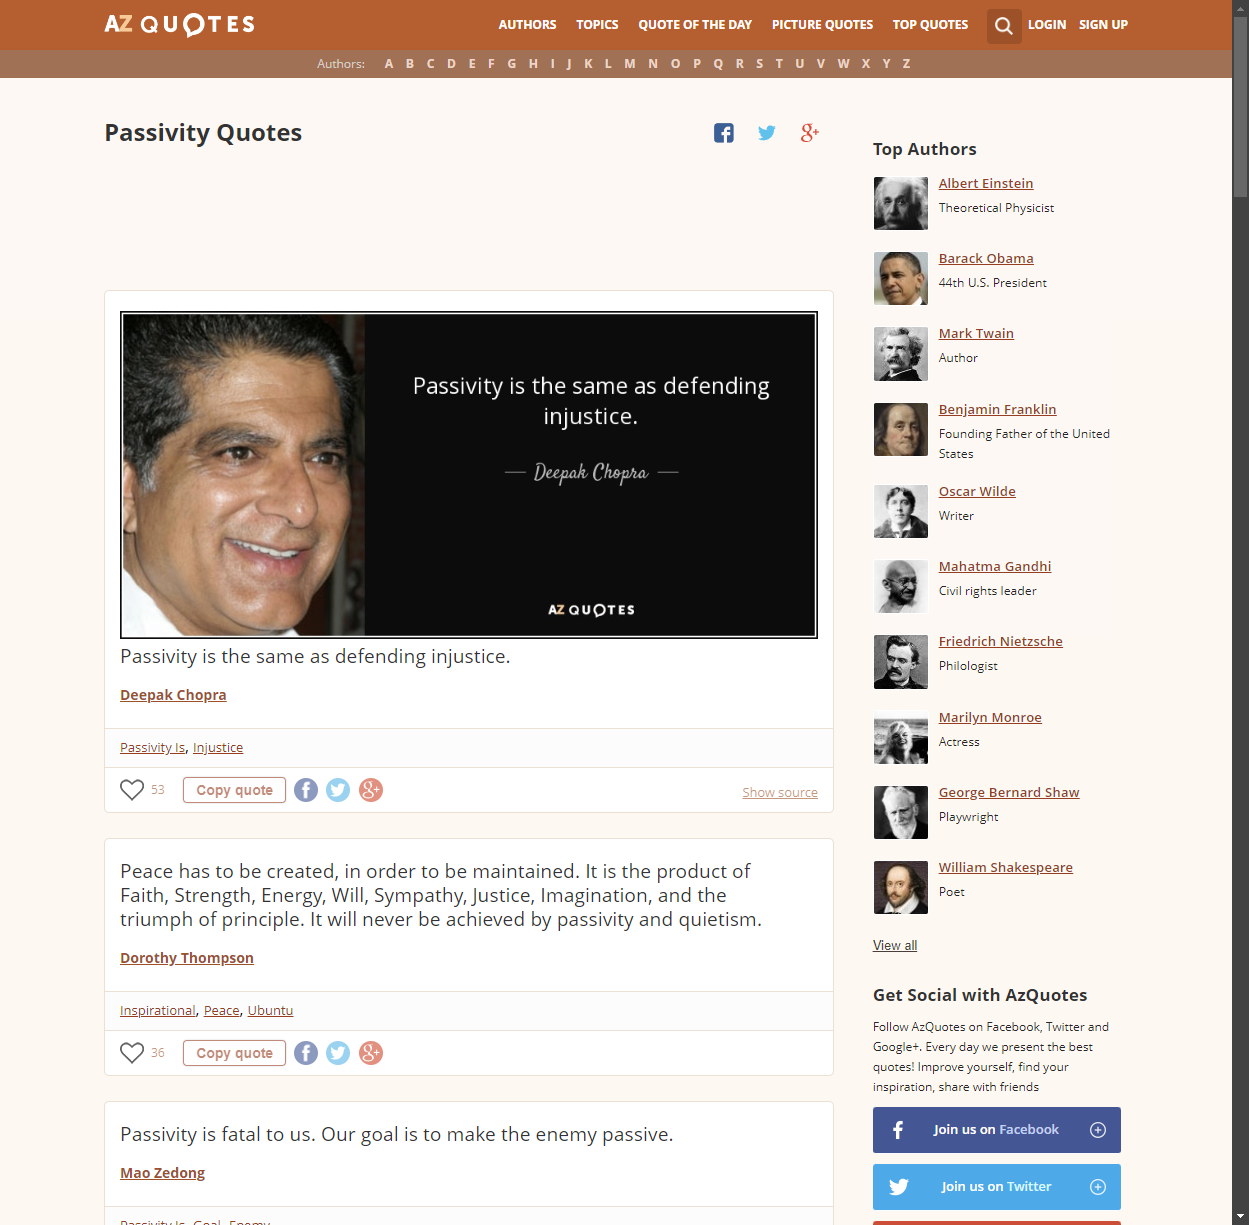 AZ QUOTES
AUTHORS TOPICS QUOTE OF THE DAY PICTURE QUOTES TOP QUOTES LOGIN SIGN UP
Authors: A B C D E F G H I J K L M N O P Q R S T U V W X Y Z
Passivity Quotes
Passivity is the same as defending
injustice.
Deepak Chopra
AZ QUOTES
Passivity is the same as defending injustice.
Deepak Chopra
Passivity Is, Injustice
53 Copy quote
Show source
Peace has to be created, in order to be maintained. It is the product of
Faith, Strength, Energy, Will, Sympathy, Justice, Imagination, and the
triumph of principle. It will never be achieved by passivity and quietism.
Dorothy Thompson
Inspirational, Peace, Ubuntu
36 Copy quote
Passivity is fatal to us. Our goal is to make the enemy passive.
Mao Zedong
Passivity Is, Goal, Enemy
Top Authors
Albert Einstein
Theoretical Physicist
Barack Obama
44th U.S. President
Mark Twain
Author
Benjamin Franklin
Founding Father of the United
States
Oscar Wilde
Writer
Mahatma Gandhi
Civil rights leader
Friedrich Nietzsche
Philologist
Marilyn Monroe
Actress
George Bernard Shaw
Playwright
William Shakespeare
Poet
View all
Get Social with AzQuotes
Follow AzQuotes on Facebook, Twitter and
Google+. Every day we present the best
quotes! Improve yourself, find your
inspiration, share with friends
Join us on Facebook
Join us on Twitter